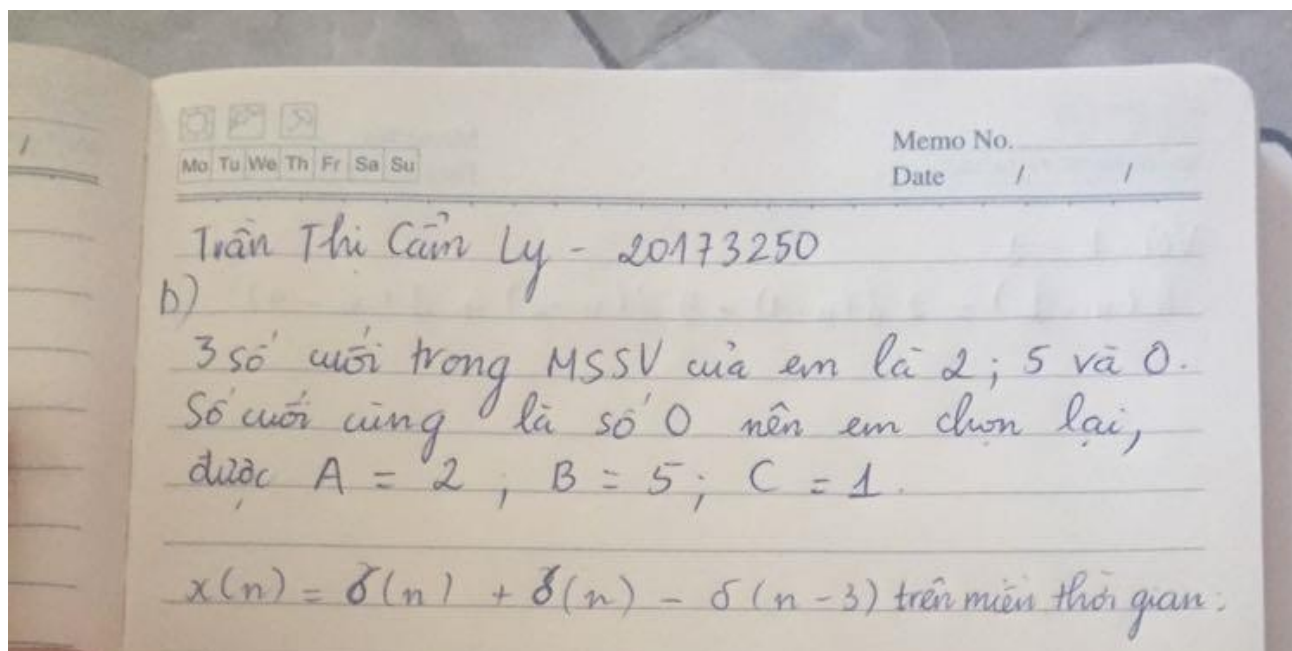 /
Mo Tu We Th Fr Sa Su
Memo No.
Date / /
Trần Thị Cẩm Ly - 20173250
b)
3 số cuối trong MSSV của em là 2; 5 và 0.
Số cuối cùng là số 0 nên em chọn lại,
được A = 2, B = 5; C = 1.
x(n) = δ(n) + δ(n) - δ(n-3) trên miền thời gian: